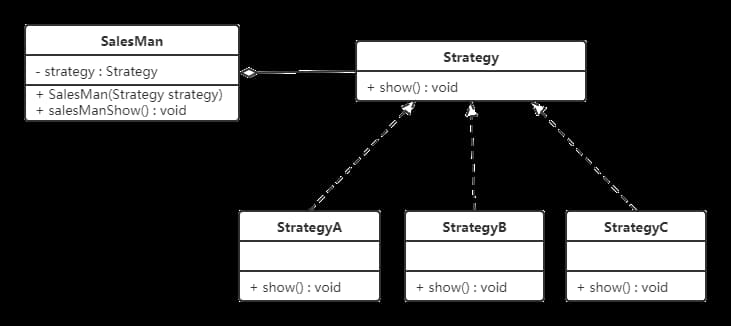 SalesMan
- strategy : Strategy
+ SalesMan(Strategy strategy)
+ salesManShow() : void
Strategy
+ show() : void
StrategyA
+ show() : void
StrategyB
+ show() : void
StrategyC
+ show() : void